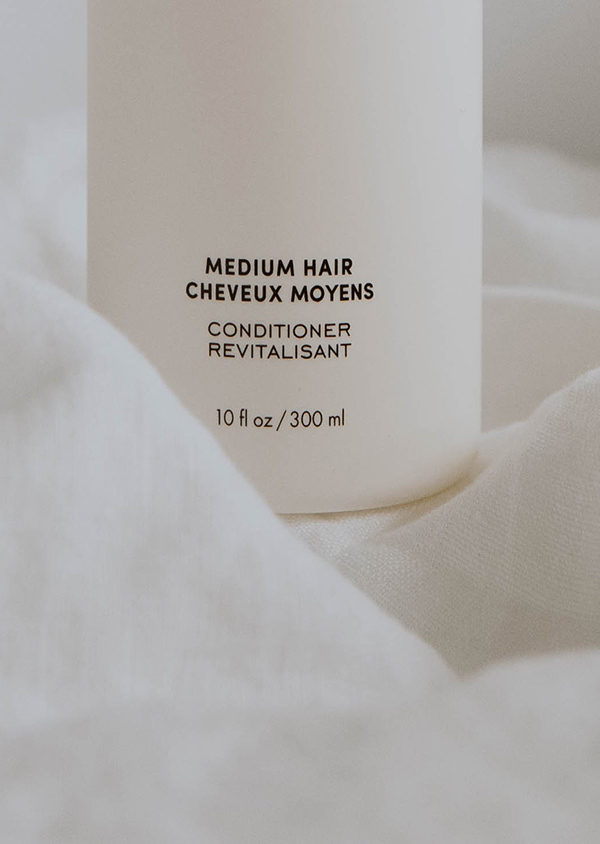 MEDIUM HAIR
CHEVEUX MOYENS
CONDITIONER
REVITALISANT
10 fl oz / 300 ml